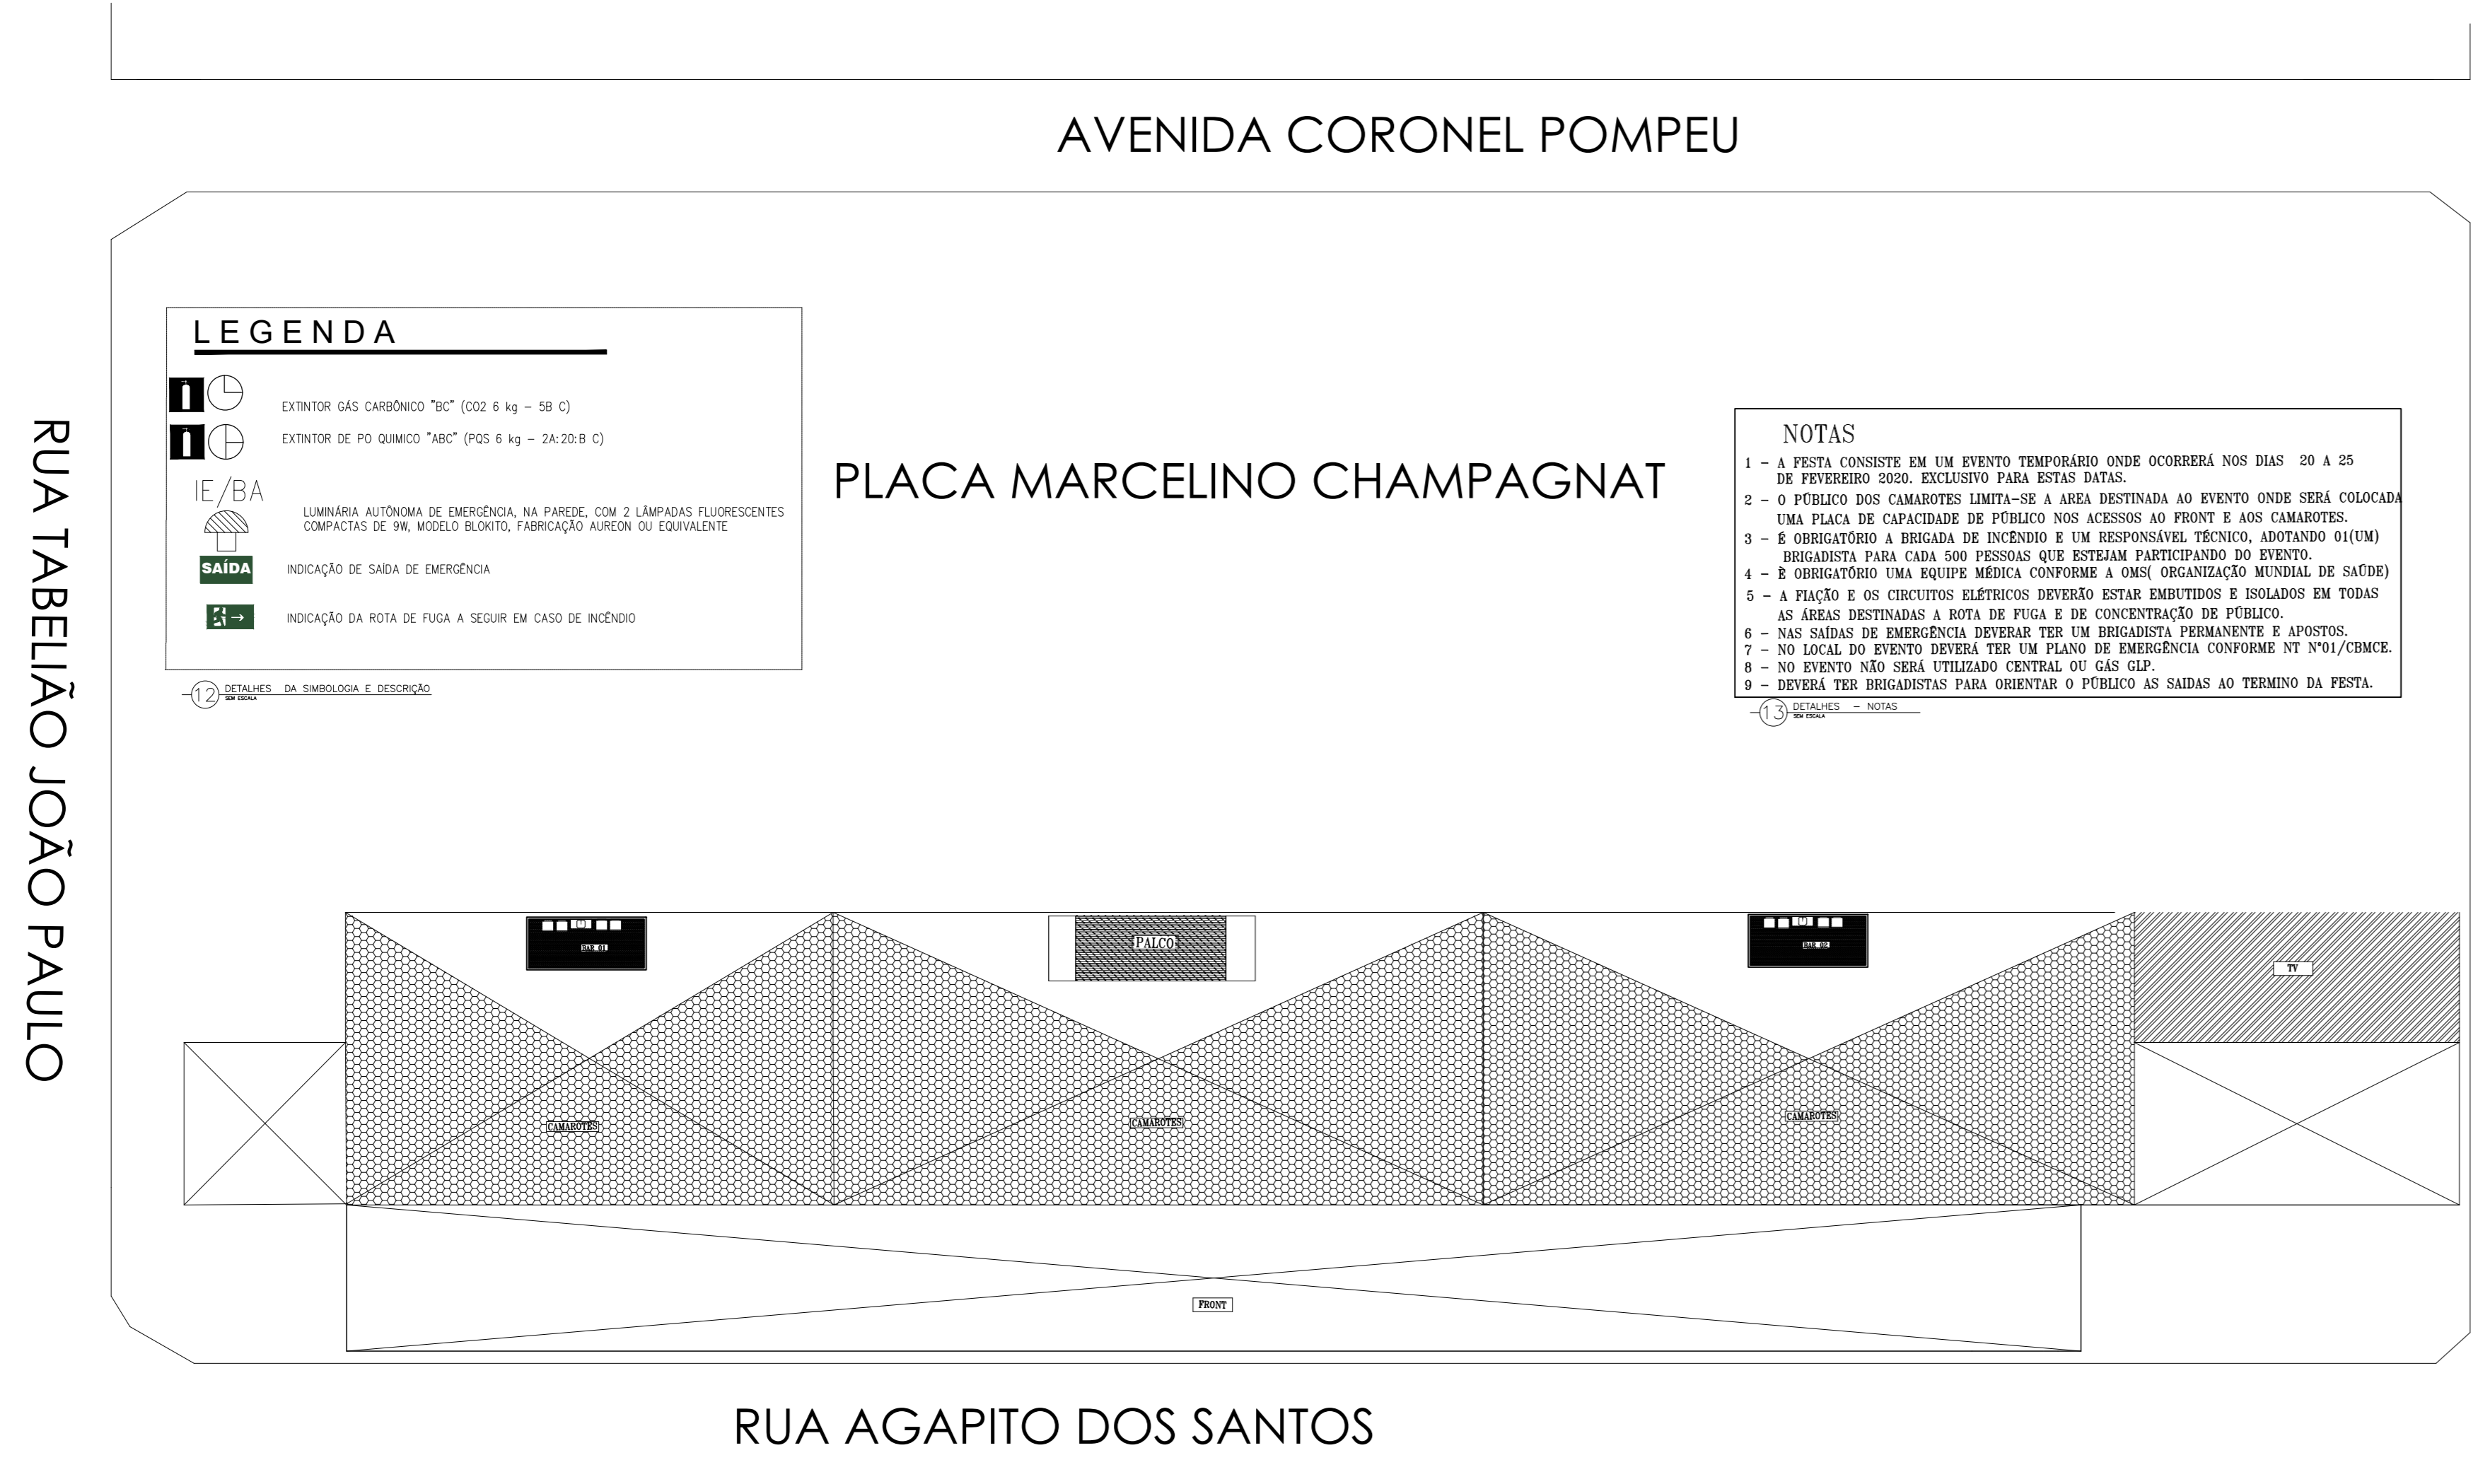 AVENIDA CORONEL POMPEU
RUA TABELIÃO JOÃO PAULO
LEGENDA
EXTINTOR GÁS CARBÔNICO "BC" (CO2 6 kg – 5B C)
EXTINTOR DE PO QUIMICO "ABC" (PQS 6 kg – 2A:20:B C)
IE/BA
LUMINÁRIA AUTÔNOMA DE EMERGÊNCIA, NA PAREDE, COM 2 LÂMPADAS FLUORESCENTES
COMPACTAS DE 9W, MODELO BLOKITO, FABRICAÇÃO AUREON OU EQUIVALENTE
SAÍDA
INDICAÇÃO DE SAÍDA DE EMERGÊNCIA
INDICAÇÃO DA ROTA DE FUGA A SEGUIR EM CASO DE INCÊNDIO
12
DETALHES DA SIMBOLOGIA E DESCRIÇÃO
SEM ESCALA
PLACA MARCELINO CHAMPAGNAT
NOTAS
1 – A FESTA CONSISTE EM UM EVENTO TEMPORÁRIO ONDE OCORRERÁ NOS DIAS 20 A 25
DE FEVEREIRO 2020. EXCLUSIVO PARA ESTAS DATAS.
2 – O PÚBLICO DOS CAMAROTES LIMITA-SE A AREA DESTINADA AO EVENTO ONDE SERÁ COLOCADA
UMA PLACA DE CAPACIDADE DE PÚBLICO NOS ACESSOS AO FRONT E AOS CAMAROTES.
3 – É OBRIGATÓRIO A BRIGADA DE INCÊNDIO E UM RESPONSÁVEL TÉCNICO, ADOTANDO 01(UM)
BRIGADISTA PARA CADA 500 PESSOAS QUE ESTEJAM PARTICIPANDO DO EVENTO.
4 – È OBRIGATÓRIO UMA EQUIPE MÉDICA CONFORME A OMS( ORGANIZAÇÃO MUNDIAL DE SAÚDE)
5 – A FIAÇÃO E OS CIRCUITOS ELÉTRICOS DEVERÃO ESTAR EMBUTIDOS E ISOLADOS EM TODAS
AS ÁREAS DESTINADAS A ROTA DE FUGA E DE CONCENTRAÇÃO DE PÚBLICO.
6 – NAS SAÍDAS DE EMERGÊNCIA DEVERAR TER UM BRIGADISTA PERMANENTE E APOSTOS.
7 – NO LOCAL DO EVENTO DEVERÁ TER UM PLANO DE EMERGÊNCIA CONFORME NT Nº01/CBMCE.
8 – NO EVENTO NÃO SERÁ UTILIZADO CENTRAL OU GÁS GLP.
9 – DEVERÁ TER BRIGADISTAS PARA ORIENTAR O PÚBLICO AS SAIDAS AO TERMINO DA FESTA.
13
DETALHES – NOTAS
SEM ESCALA
BAR 01
PALCO
BAR 02
TV
CAMAROTES
CAMAROTES
CAMAROTES
FRONT
RUA AGAPITO DOS SANTOS